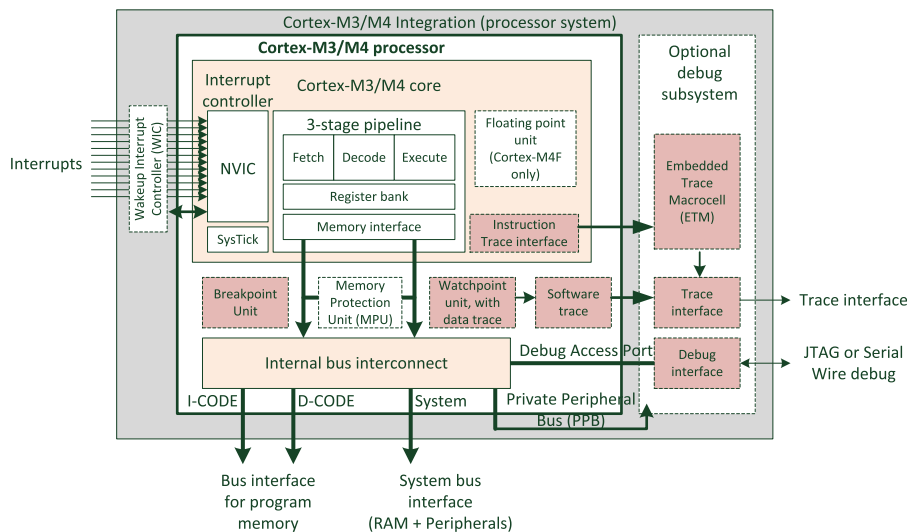 Cortex-M3/M4 Integration (processor system)
Cortex-M3/M4 processor
Optional
debug
subsystem
Cortex-M3/M4 core
Interrupt
controller
3-stage pipeline
Fetch
Decode
Execute
Register bank
Memory interface
Floating point
unit
(Cortex-M4F
only)
Interrupts
Wakeup Interrupt
Controller (WIC)
NVIC
SysTick
Instruction
Trace interface
Embedded
Trace
Macrocell
(ETM)
Breakpoint
Unit
Memory
Protection
Unit (MPU)
Watchpoint
unit, with
data trace
Software
trace
Trace
interface
Trace interface
Internal bus interconnect
Debug Access Port
Debug
interface
JTAG or Serial
Wire debug
I-CODE
D-CODE
System
Private Peripheral
Bus (PPB)
Bus interface
for program
memory
System bus
interface
(RAM + Peripherals)